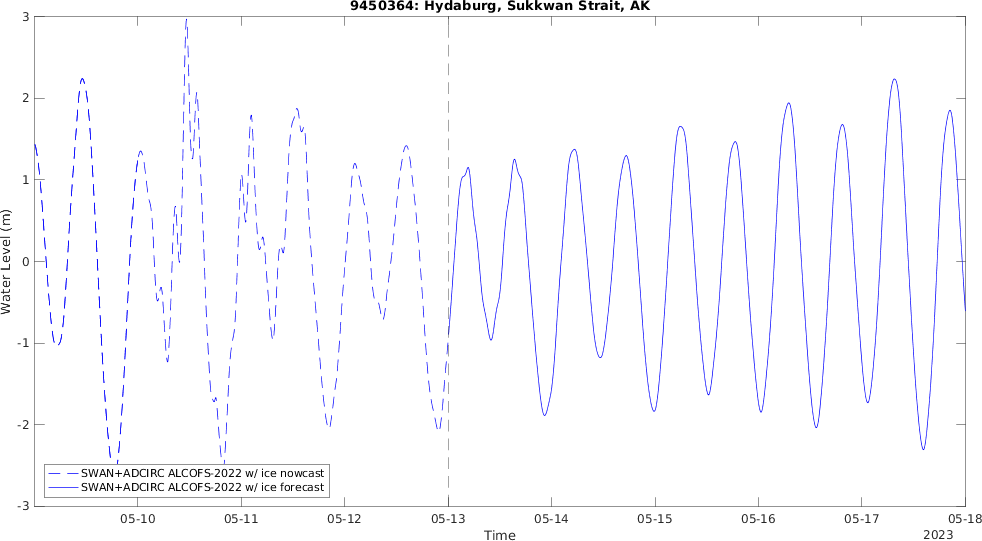 9450364: Hydaburg, Sukkwan Strait, AK
3
2
1
0
-1
-2
-3
Water Level (m)
SWAN+ADCIRC ALCOFS-2022 w/ ice nowcast
SWAN+ADCIRC ALCOFS-2022 w/ ice forecast
05-10 05-11 05-12 05-13 05-14 05-15 05-16 05-17 05-18
Time
2023